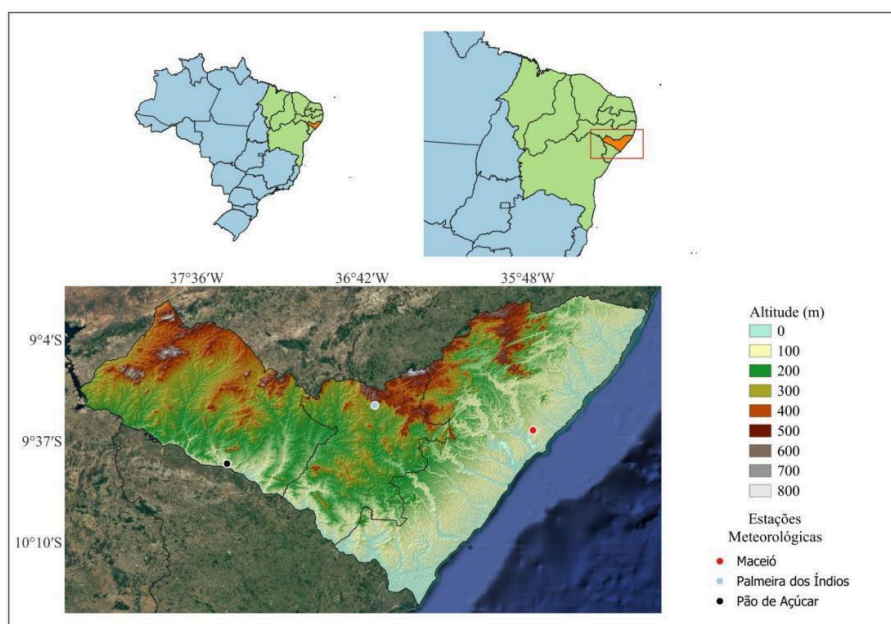 37°36'W 36°42'W 35°48'W
9°4'S
9°37'S
10°10'S
Altitude (m)
0
100
200
300
400
500
600
700
800
Estações
Meteorológicas
Maceió
Palmeira dos Índios
Pão de Açúcar